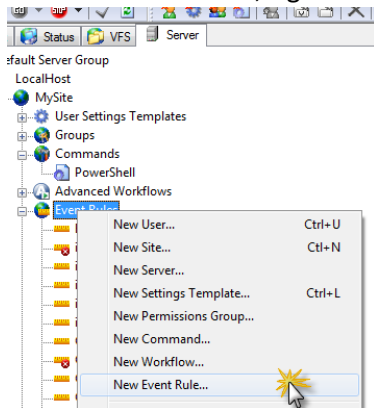 Status VFS Server
efault Server Group
LocalHost
MySite
User Settings Templates
Groups
Commands
PowerShell
Advanced Workflows
Event Rules
New User... Ctrl+U
New Site... Ctl+N
New Server...
New Settings Template... Ctrl+L
New Permissions Group...
New Command...
New Workflow...
New Event Rule...